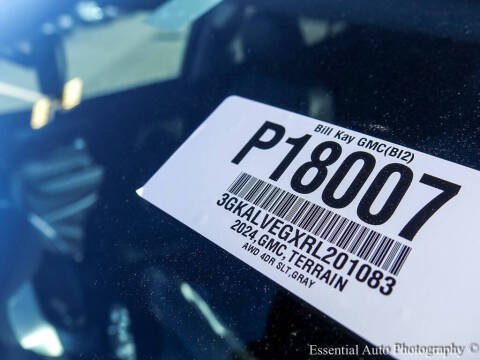 Bill Kay GMC(BI2)
P18007
3GKALVEGXRL201083
2024,GMC,TERRAIN
AWD 4DR SLT,GRAY
Essential Auto Photography ©